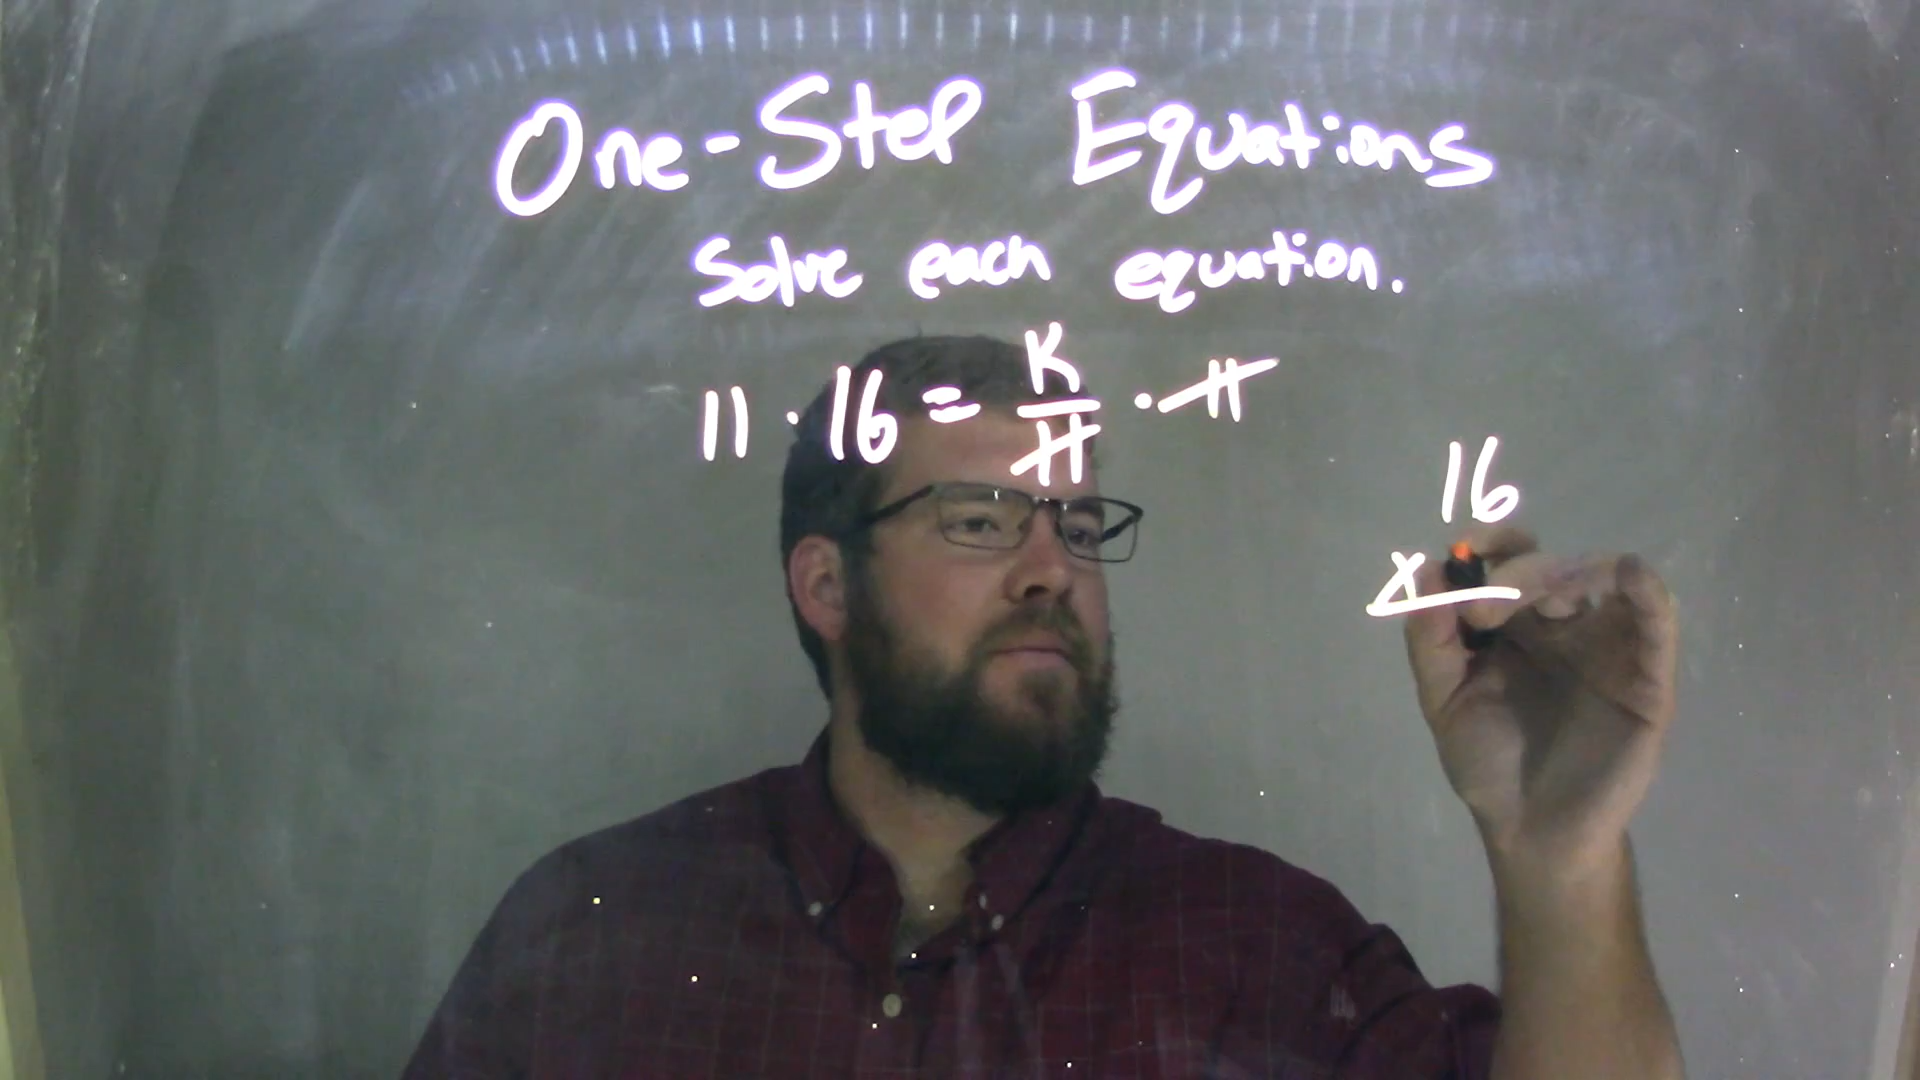 One-Step Equations
Solve each equation.
11 · 16 = K/11 · 11
16
x